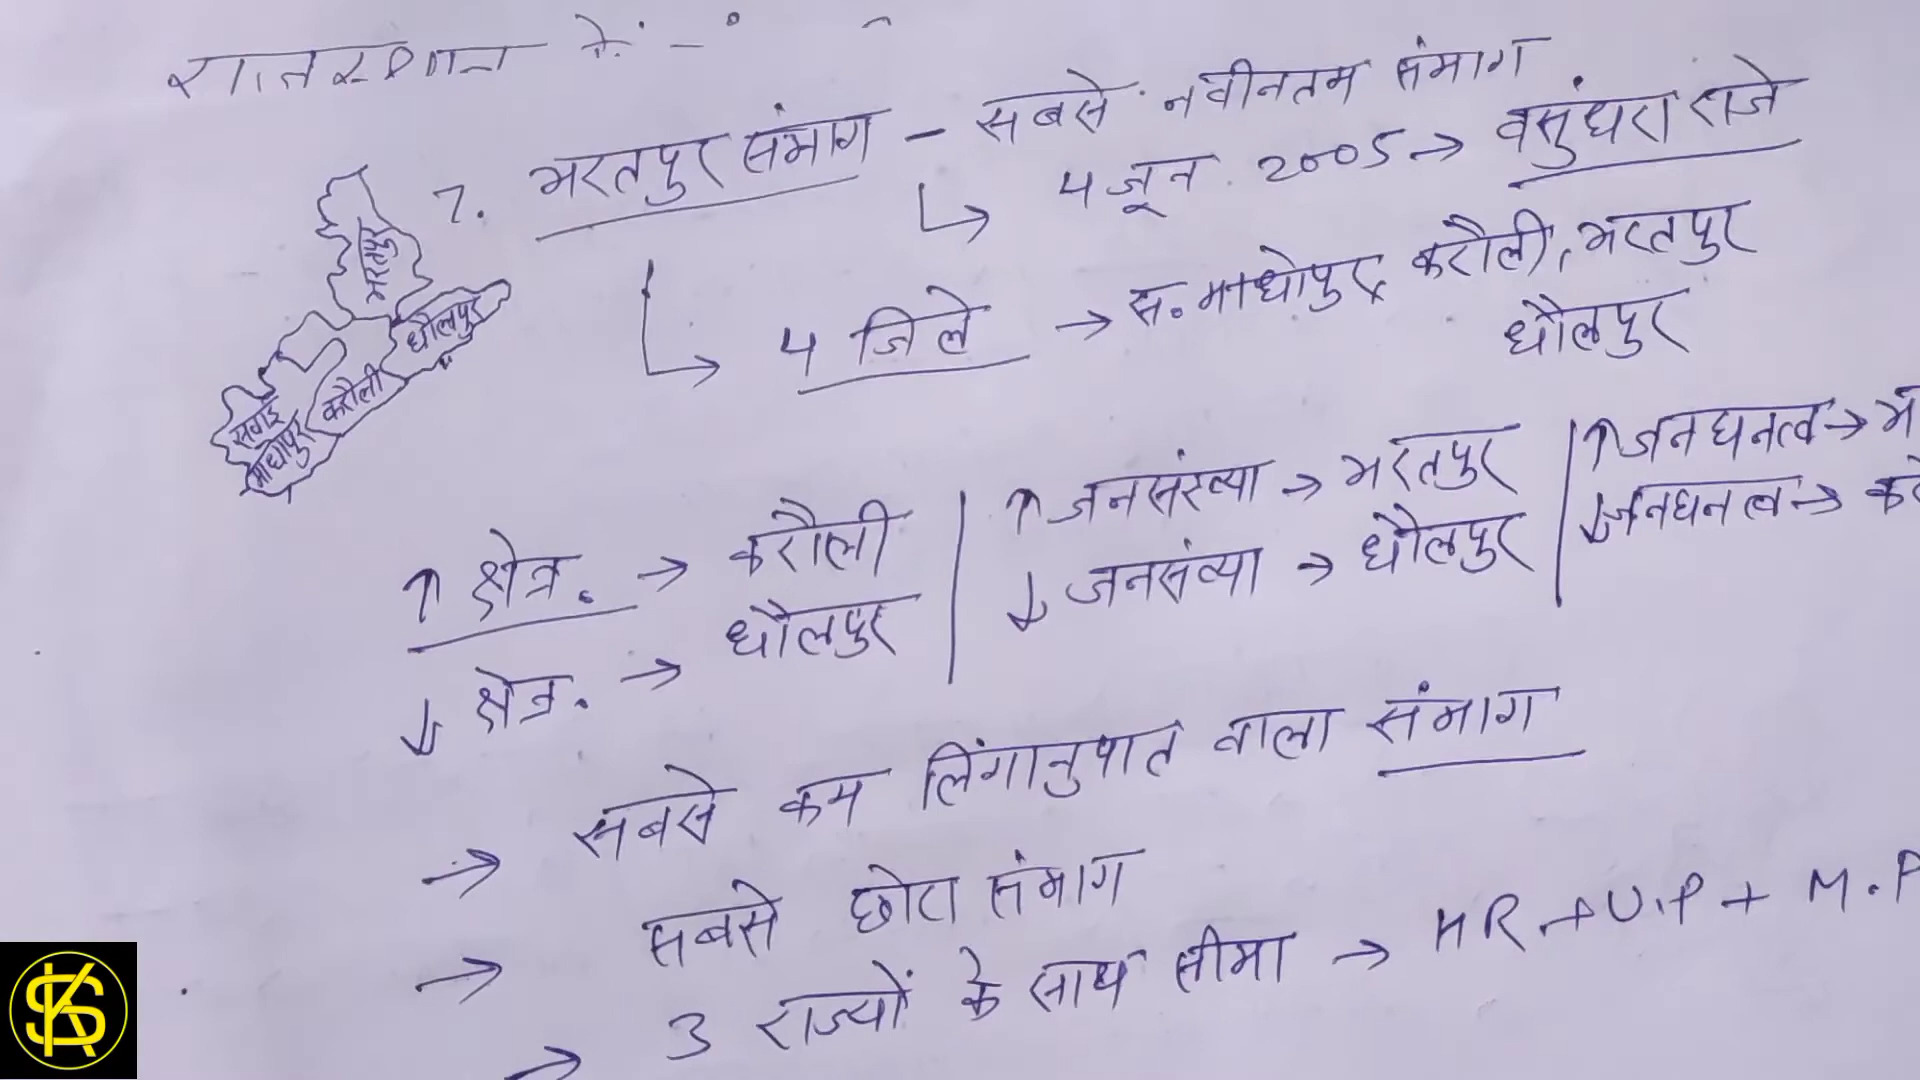 राजस्थान में -
7. भरतपुर संभाग - सबसे नवीनतम संभाग
↳ 4 जून 2005 → वसुंधरा राजे
↳ 4 जिले → स.माधोपुर, करौली, भरतपुर
धौलपुर
भरतपुर
धौलपुर
करौली
सवाई
माधोपुर
↑ क्षेत्र. → करौली | ↑ जनसंख्या → भरतपुर | ↑ जनघनत्व →
↓ क्षेत्र. → धौलपुर | ↓ जनसंख्या → धौलपुर | ↓ जनघनत्व →
→ सबसे कम लिंगानुपात वाला संभाग
→ सबसे छोटा संभाग
→ 3 राज्यों के साथ सीमा → HR + U.P + M.P
SK